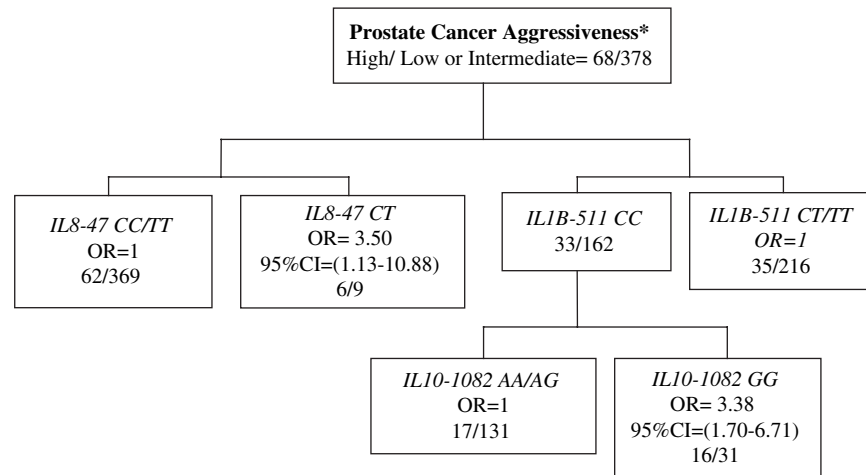 Prostate Cancer Aggressiveness*
High/ Low or Intermediate= 68/378
IL8-47 CC/TT
OR=1
62/369
IL8-47 CT
OR= 3.50
95%CI=(1.13-10.88)
6/9
IL1B-511 CC
33/162
IL1B-511 CT/TT
OR=1
35/216
IL10-1082 AA/AG
OR=1
17/131
IL10-1082 GG
OR= 3.38
95%CI=(1.70-6.71)
16/31